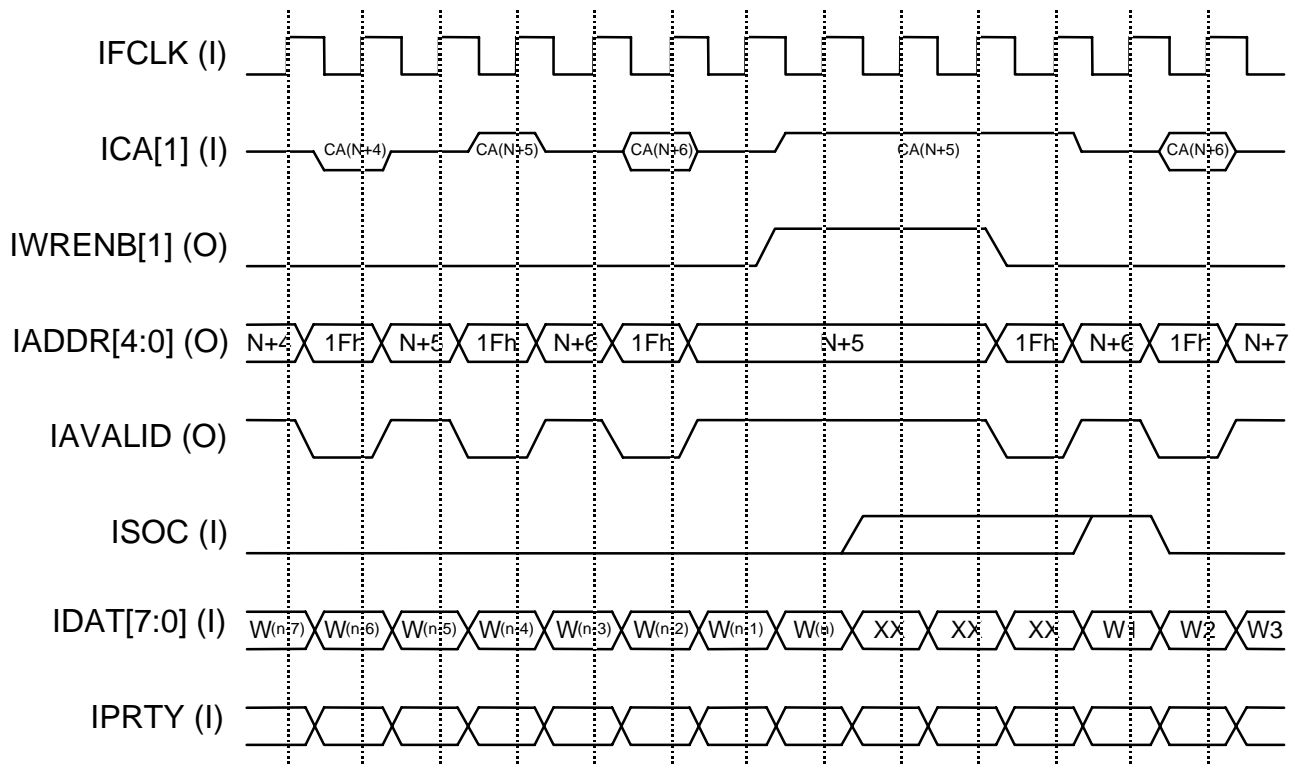 IFCLK (I)
ICA[1] (I) CA(N+4) CA(N+5) CA(N+6) CA(N+5) CA(N+6)
IWRENB[1] (O)
IADDR[4:0] (O) N+4 1Fh N+5 1Fh N+6 1Fh N+5 1Fh N+6 1Fh N+7
IAVALID (O)
ISOC (I)
IDAT[7:0] (I) W(n-7) W(n-6) W(n-5) W(n-4) W(n-3) W(n-2) W(n-1) W(n) XX XX XX W1 W2 W3
IPRTY (I)